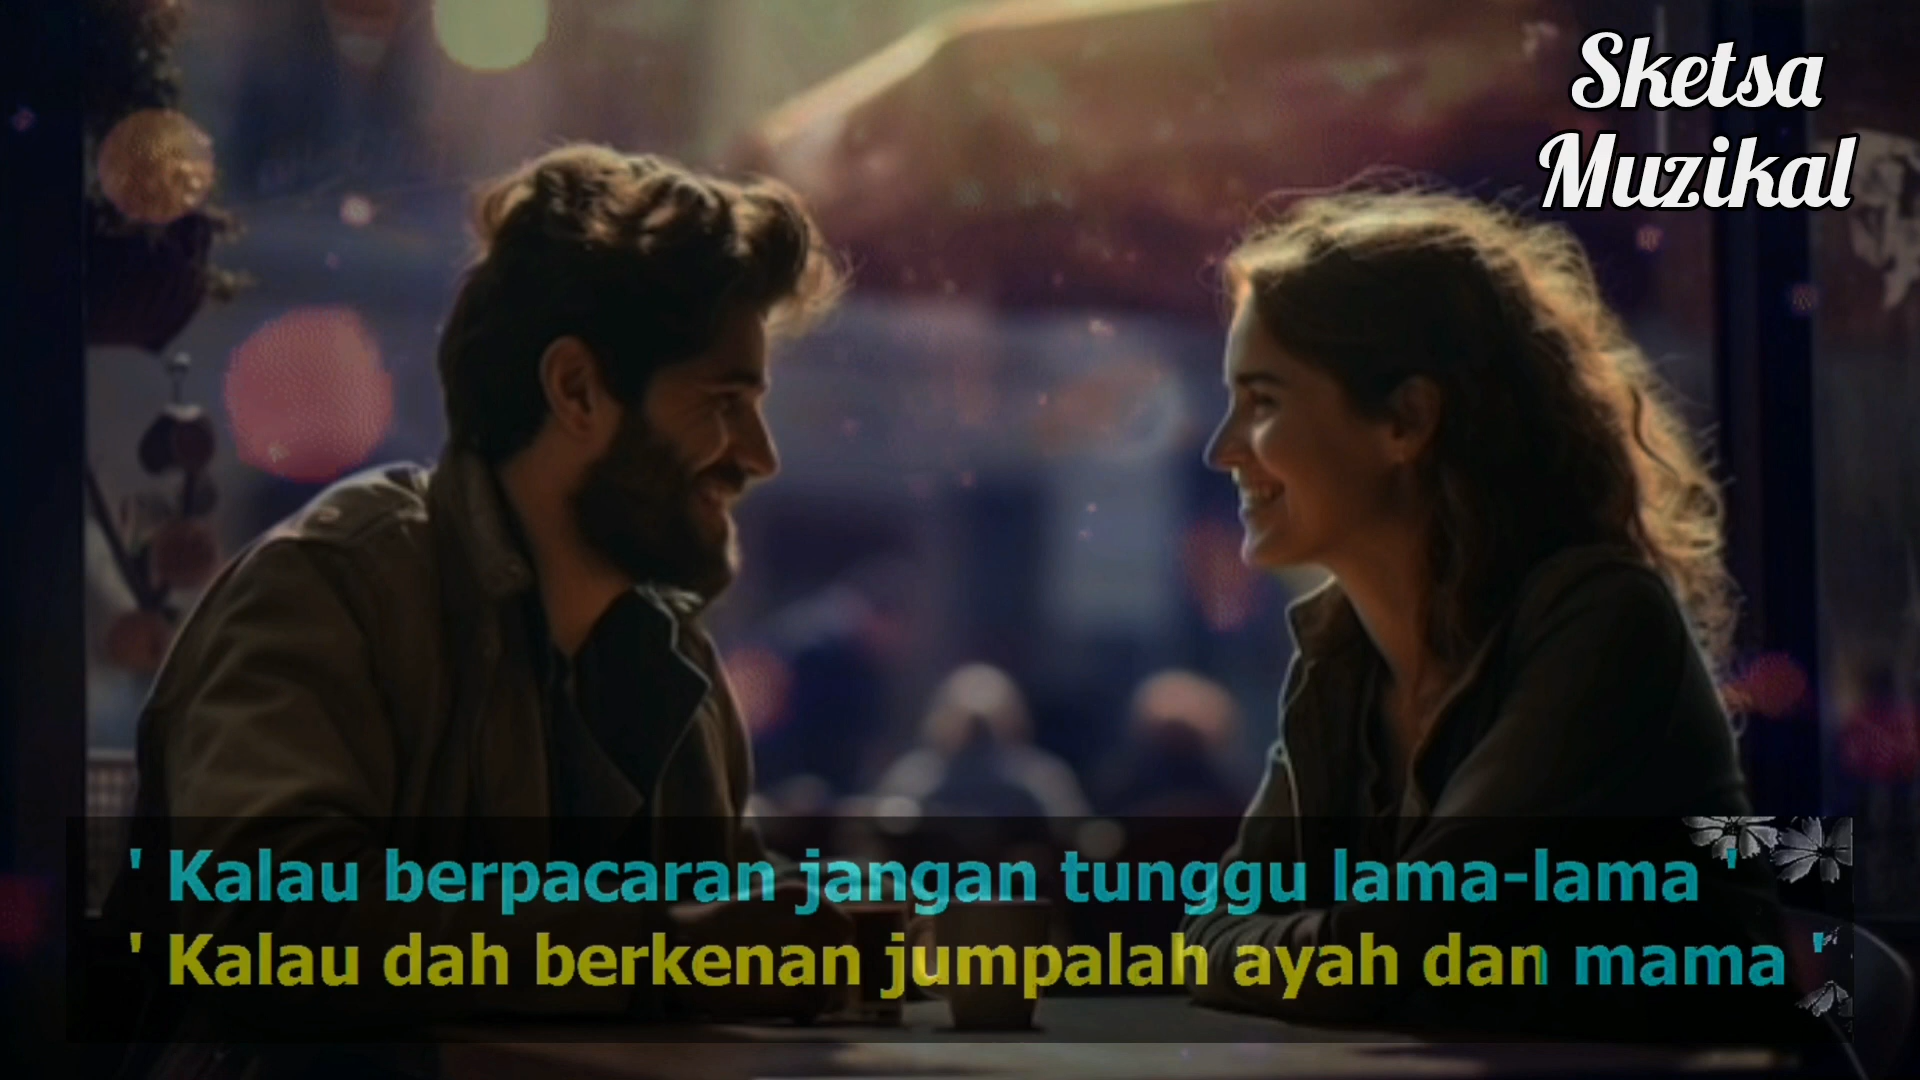 Sketsa
Muzikal
' Kalau berpacaran jangan tunggu lama-lama '
' Kalau dah berkenan jumpalah ayah dan mama '